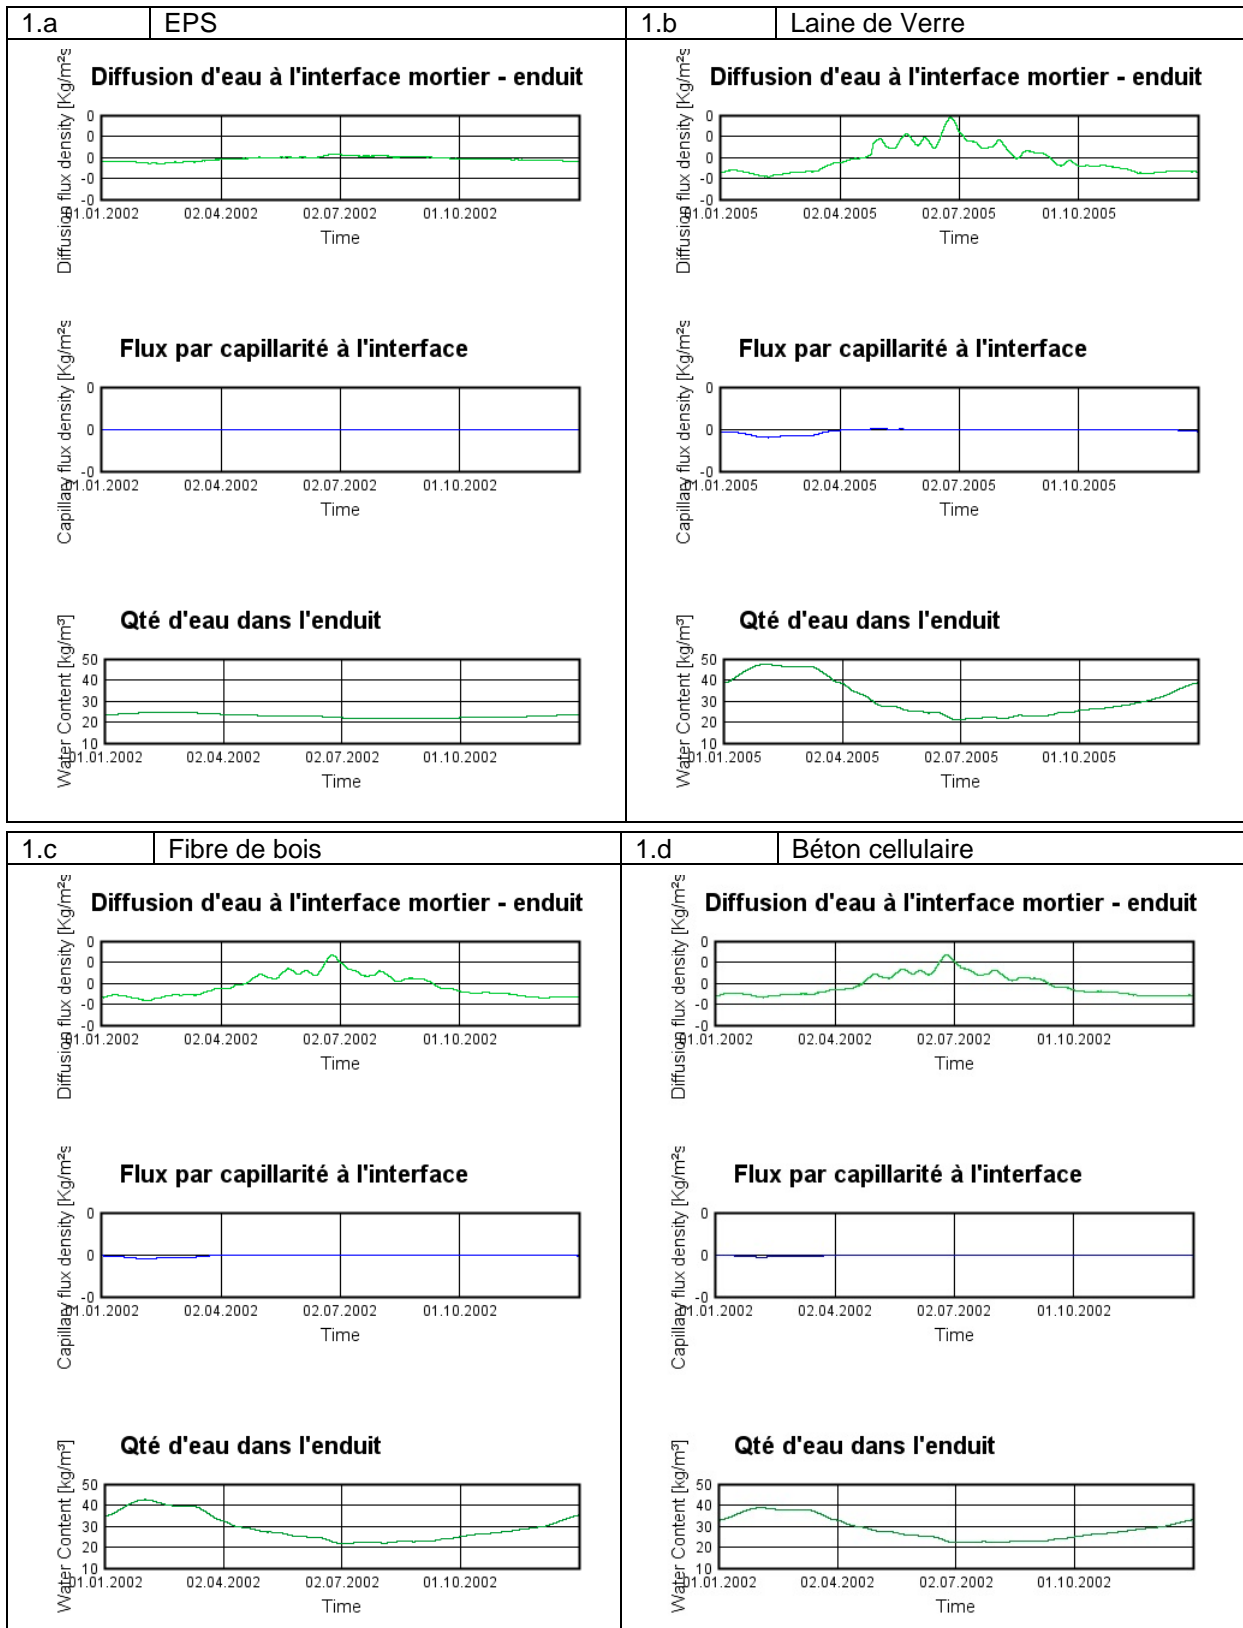 1.a EPS 1.b Laine de Verre
Diffusion d'eau à l'interface mortier - enduit
Diffusion flux density [Kg/m²s
0
0
0
-0
-0
01.01.2002 02.04.2002 02.07.2002 01.10.2002
Time
Flux par capillarité à l'interface
Capillary flux density [Kg/m²s
0
0
-0
01.01.2002 02.04.2002 02.07.2002 01.10.2002
Time
Qté d'eau dans l'enduit
Water Content [kg/m³]
50
40
30
20
10
01.01.2002 02.04.2002 02.07.2002 01.10.2002
Time
Diffusion d'eau à l'interface mortier - enduit
Diffusion flux density [Kg/m²s
0
0
0
-0
-0
01.01.2005 02.04.2005 02.07.2005 01.10.2005
Time
Flux par capillarité à l'interface
Capillary flux density [Kg/m²s
0
0
-0
01.01.2005 02.04.2005 02.07.2005 01.10.2005
Time
Qté d'eau dans l'enduit
Water Content [kg/m³]
50
40
30
20
10
01.01.2005 02.04.2005 02.07.2005 01.10.2005
Time
1.c Fibre de bois 1.d Béton cellulaire
Diffusion d'eau à l'interface mortier - enduit
Diffusion flux density [Kg/m²s
0
0
0
-0
-0
01.01.2002 02.04.2002 02.07.2002 01.10.2002
Time
Flux par capillarité à l'interface
Capillary flux density [Kg/m²s
0
0
-0
01.01.2002 02.04.2002 02.07.2002 01.10.2002
Time
Qté d'eau dans l'enduit
Water Content [kg/m³]
50
40
30
20
10
01.01.2002 02.04.2002 02.07.2002 01.10.2002
Time
Diffusion d'eau à l'interface mortier - enduit
Diffusion flux density [Kg/m²s
0
0
0
-0
-0
01.01.2002 02.04.2002 02.07.2002 01.10.2002
Time
Flux par capillarité à l'interface
Capillary flux density [Kg/m²s
0
0
-0
01.01.2002 02.04.2002 02.07.2002 01.10.2002
Time
Qté d'eau dans l'enduit
Water Content [kg/m³]
50
40
30
20
10
01.01.2002 02.04.2002 02.07.2002 01.10.2002
Time